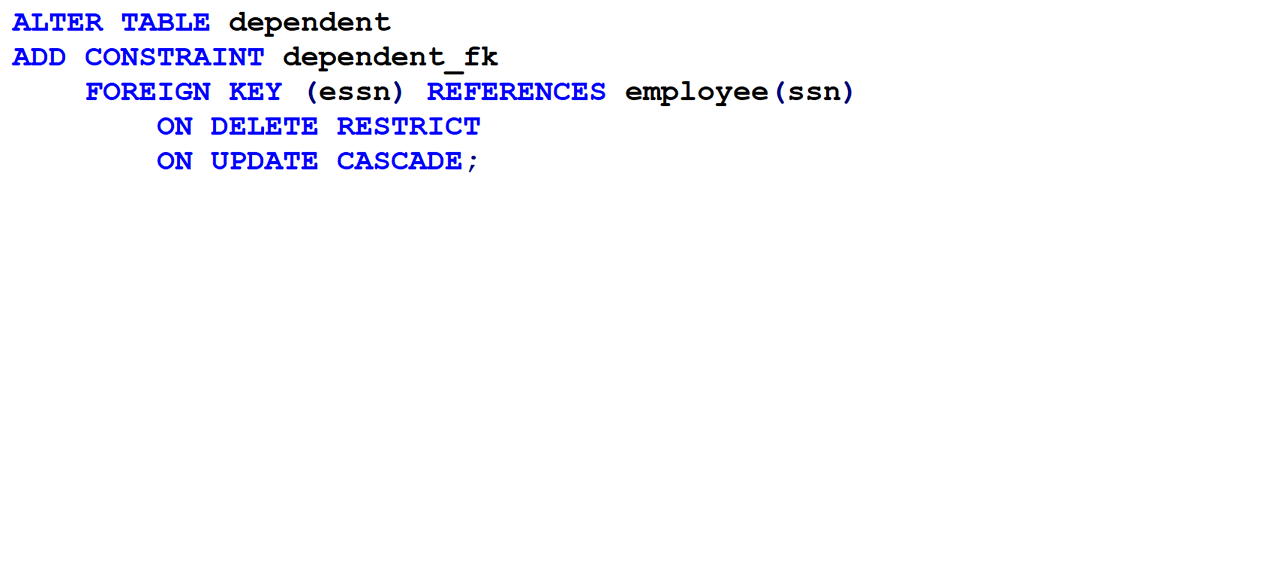 ALTER TABLE dependent
ADD CONSTRAINT dependent_fk
    FOREIGN KEY (essn) REFERENCES employee(ssn)
        ON DELETE RESTRICT
        ON UPDATE CASCADE;